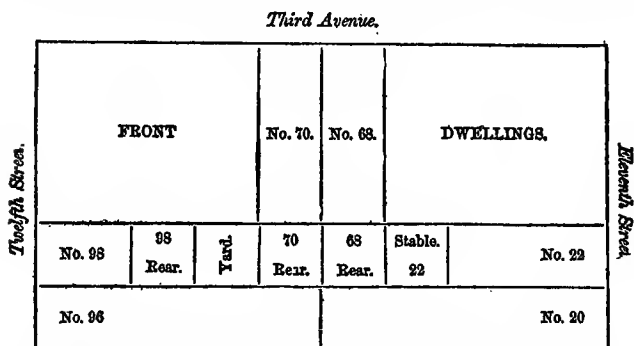 Third Avenue.
Twelfth Street.
FRONT
No. 70.
No. 68.
DWELLINGS.
Eleventh Street.
No. 98
98
Rear.
Yard.
70
Rear.
68
Rear.
Stable.
22
No. 22
No. 96
No. 20